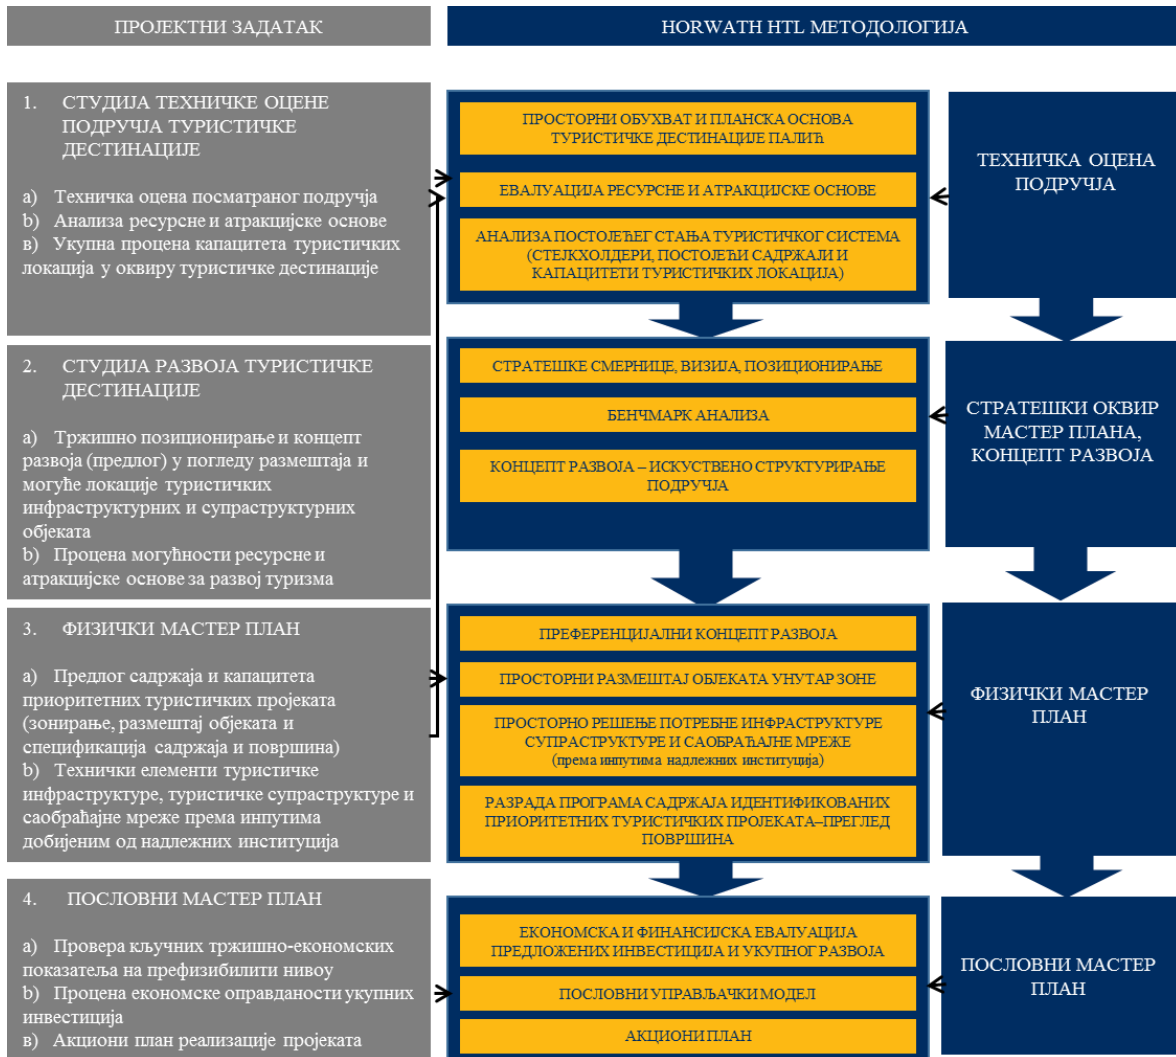 ПРОЈЕКТНИ ЗАДАТАК
HORWATH HTL МЕТОДОЛОГИЈА
1. СТУДИЈА ТЕХНИЧКЕ ОЦЕНЕ
ПОДРУЧЈА ТУРИСТИЧКЕ
ДЕСТИНАЦИЈЕ
a) Техничка оцена посматраног подручја
b) Анализа ресурсне и атракцијске основе
в) Укупна процена капацитета туристичких
локација у оквиру туристичке дестинације
ПРОСТОРНИ ОБУХВАТ И ПЛАНСКА ОСНОВА
ТУРИСТИЧКЕ ДЕСТИНАЦИЈЕ ПАЛИЋ
ЕВАЛУАЦИЈА РЕСУРСНЕ И АТРАКЦИЈСКЕ ОСНОВЕ
АНАЛИЗА ПОСТОЈЕЋЕГ СТАЊА ТУРИСТИЧКОГ СИСТЕМА
(СТЕЈКХОЛДЕРИ, ПОСТОЈЕЋИ САДРЖАЈИ И
КАПАЦИТЕТИ ТУРИСТИЧКИХ ЛОКАЦИЈА)
ТЕХНИЧКА ОЦЕНА
ПОДРУЧЈА
2. СТУДИЈА РАЗВОЈА ТУРИСТИЧКЕ
ДЕСТИНАЦИЈЕ
a) Тржишно позиционирање и концепт
развоја (предлог) у погледу размештаја и
могуће локације туристичких
инфраструктурних и супраструктурних
објеката
b) Процена могућности ресурсне и
атракцијске основе за развој туризма
СТРАТЕШКЕ СМЕРНИЦЕ, ВИЗИЈА, ПОЗИЦИОНИРАЊЕ
БЕНЧМАРК АНАЛИЗА
КОНЦЕПТ РАЗВОЈА – ИСКУСТВЕНО СТРУКТУРИРАЊЕ
ПОДРУЧЈА
СТРАТЕШКИ ОКВИР
МАСТЕР ПЛАНА,
КОНЦЕПТ РАЗВОЈА
3. ФИЗИЧКИ МАСТЕР ПЛАН
a) Предлог садржаја и капацитета
приоритетних туристичких пројеката
(зонирање, размештај објеката и
спецификација садржаја и површина)
b) Технички елементи туристичке
инфраструктуре, туристичке супраструктуре и
саобраћајне мреже према инпутима
добијеним од надлежних институција
ПРЕФЕРЕНЦИЈАЛНИ КОНЦЕПТ РАЗВОЈА
ПРОСТОРНИ РАЗМЕШТАЈ ОБЈЕКАТА УНУТАР ЗОНЕ
ПРОСТОРНО РЕШЕЊЕ ПОТРЕБНЕ ИНФРАСТРУКТУРЕ
СУПРАСТРУКТУРЕ И САОБРАЋАЈНЕ МРЕЖЕ
(према инпутима надлежних институција)
РАЗРАДА ПРОГРАМА САДРЖАЈА ИДЕНТИФИКОВАНИХ
ПРИОРИТЕТНИХ ТУРИСТИЧКИХ ПРОЈЕКАТА–ПРЕГЛЕД
ПОВРШИНА
ФИЗИЧКИ МАСТЕР
ПЛАН
4. ПОСЛОВНИ МАСТЕР ПЛАН
a) Провера кључних тржишно-економских
показатеља на префизибилити нивоу
b) Процена економске оправданости укупних
инвестиција
в) Акциони план реализације пројеката
ЕКОНОМСКА И ФИНАНСИЈСКА ЕВАЛУАЦИЈА
ПРЕДЛОЖЕНИХ ИНВЕСТИЦИЈА И УКУПНОГ РАЗВОЈА
ПОСЛОВНИ УПРАВЉАЧКИ МОДЕЛ
АКЦИОНИ ПЛАН
ПОСЛОВНИ МАСТЕР
ПЛАН